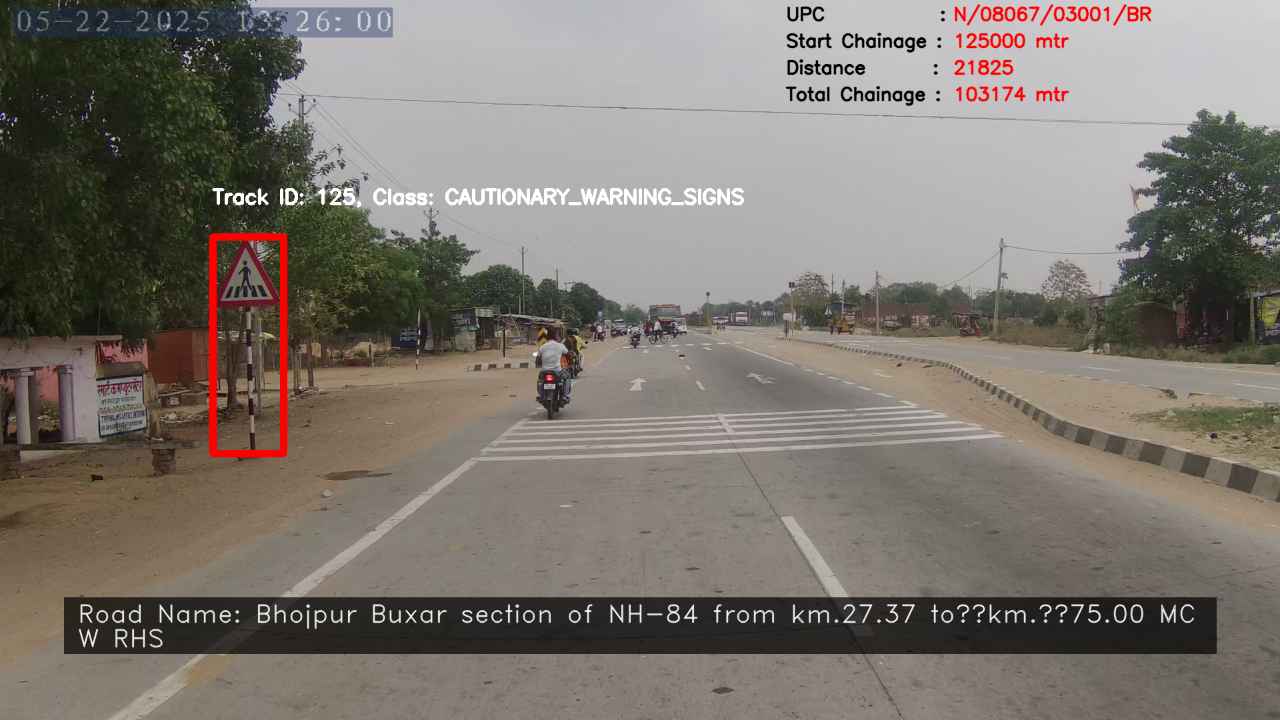 05-22-2025 13:26:00
UPC : N/08067/03001/BR
Start Chainage : 125000 mtr
Distance : 21825
Total Chainage : 103174 mtr
Track ID: 125, Class: CAUTIONARY_WARNING_SIGNS
Road Name: Bhojpur Buxar section of NH-84 from km.27.37 to??km.??75.00 MC
W RHS